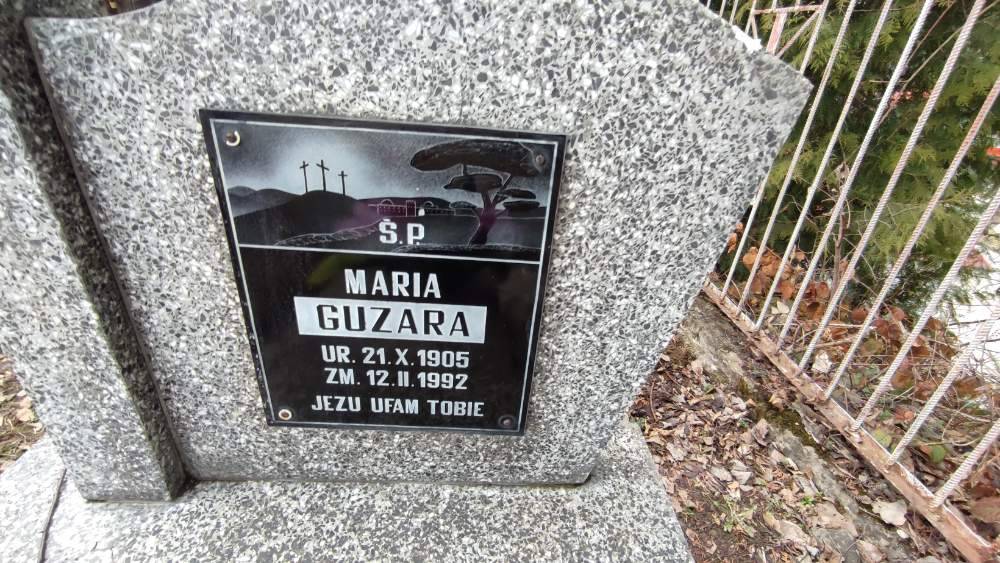 Ś.P.
MARIA
GUZARA
UR. 21.X.1905
ZM. 12.II.1992
JEZU UFAM TOBIE